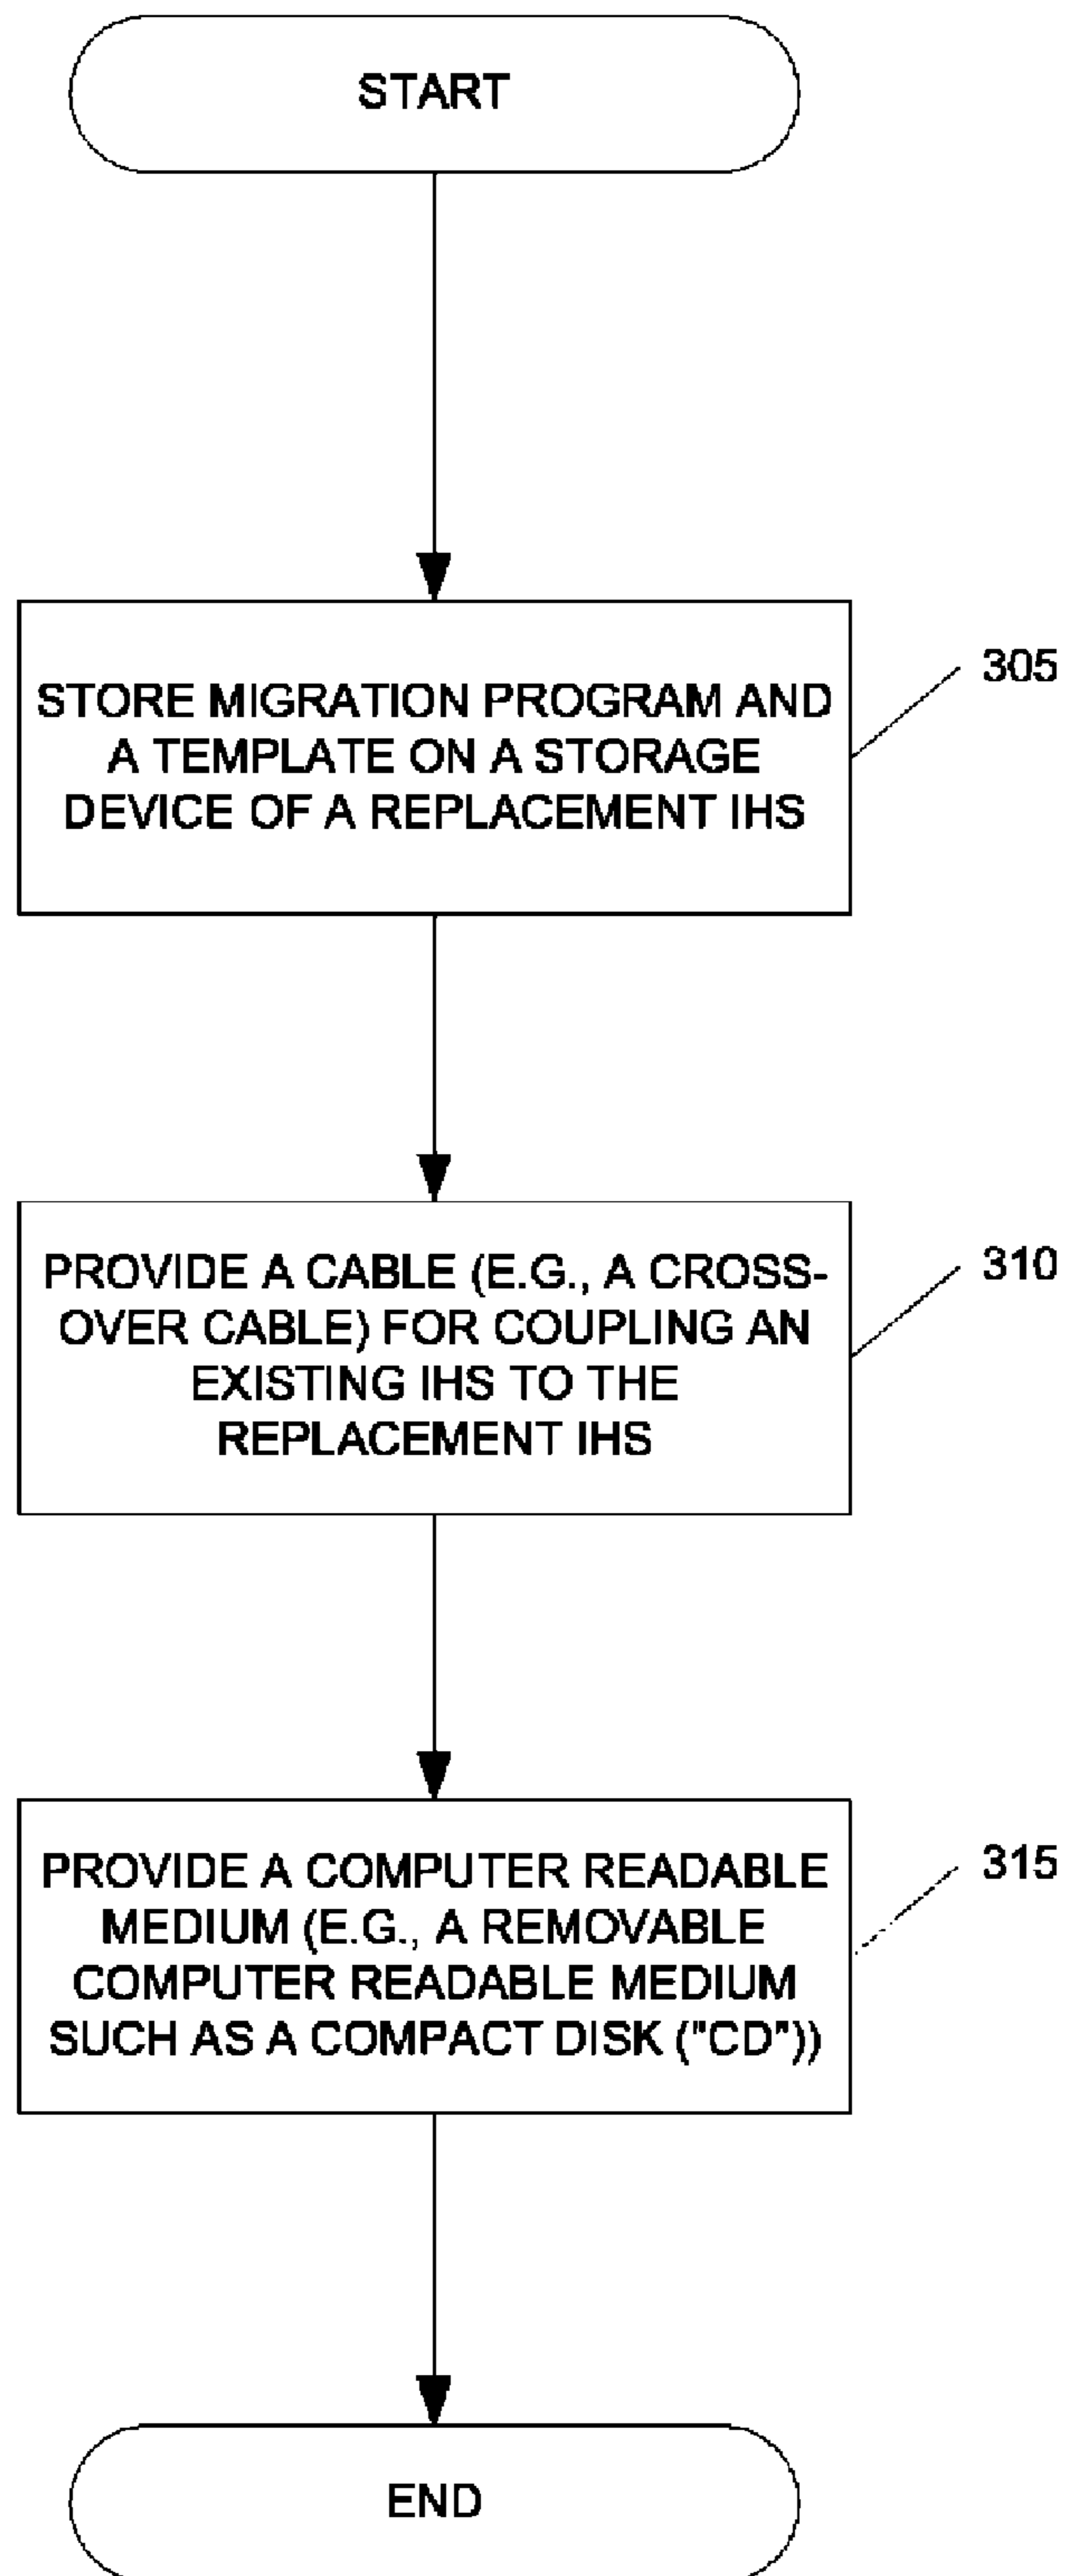 START
STORE MIGRATION PROGRAM AND
A TEMPLATE ON A STORAGE
DEVICE OF A REPLACEMENT IHS
305
PROVIDE A CABLE (E.G., A CROSS-
OVER CABLE) FOR COUPLING AN
EXISTING IHS TO THE
REPLACEMENT IHS
310
PROVIDE A COMPUTER READABLE
MEDIUM (E.G., A REMOVABLE
COMPUTER READABLE MEDIUM
SUCH AS A COMPACT DISK ("CD"))
315
END